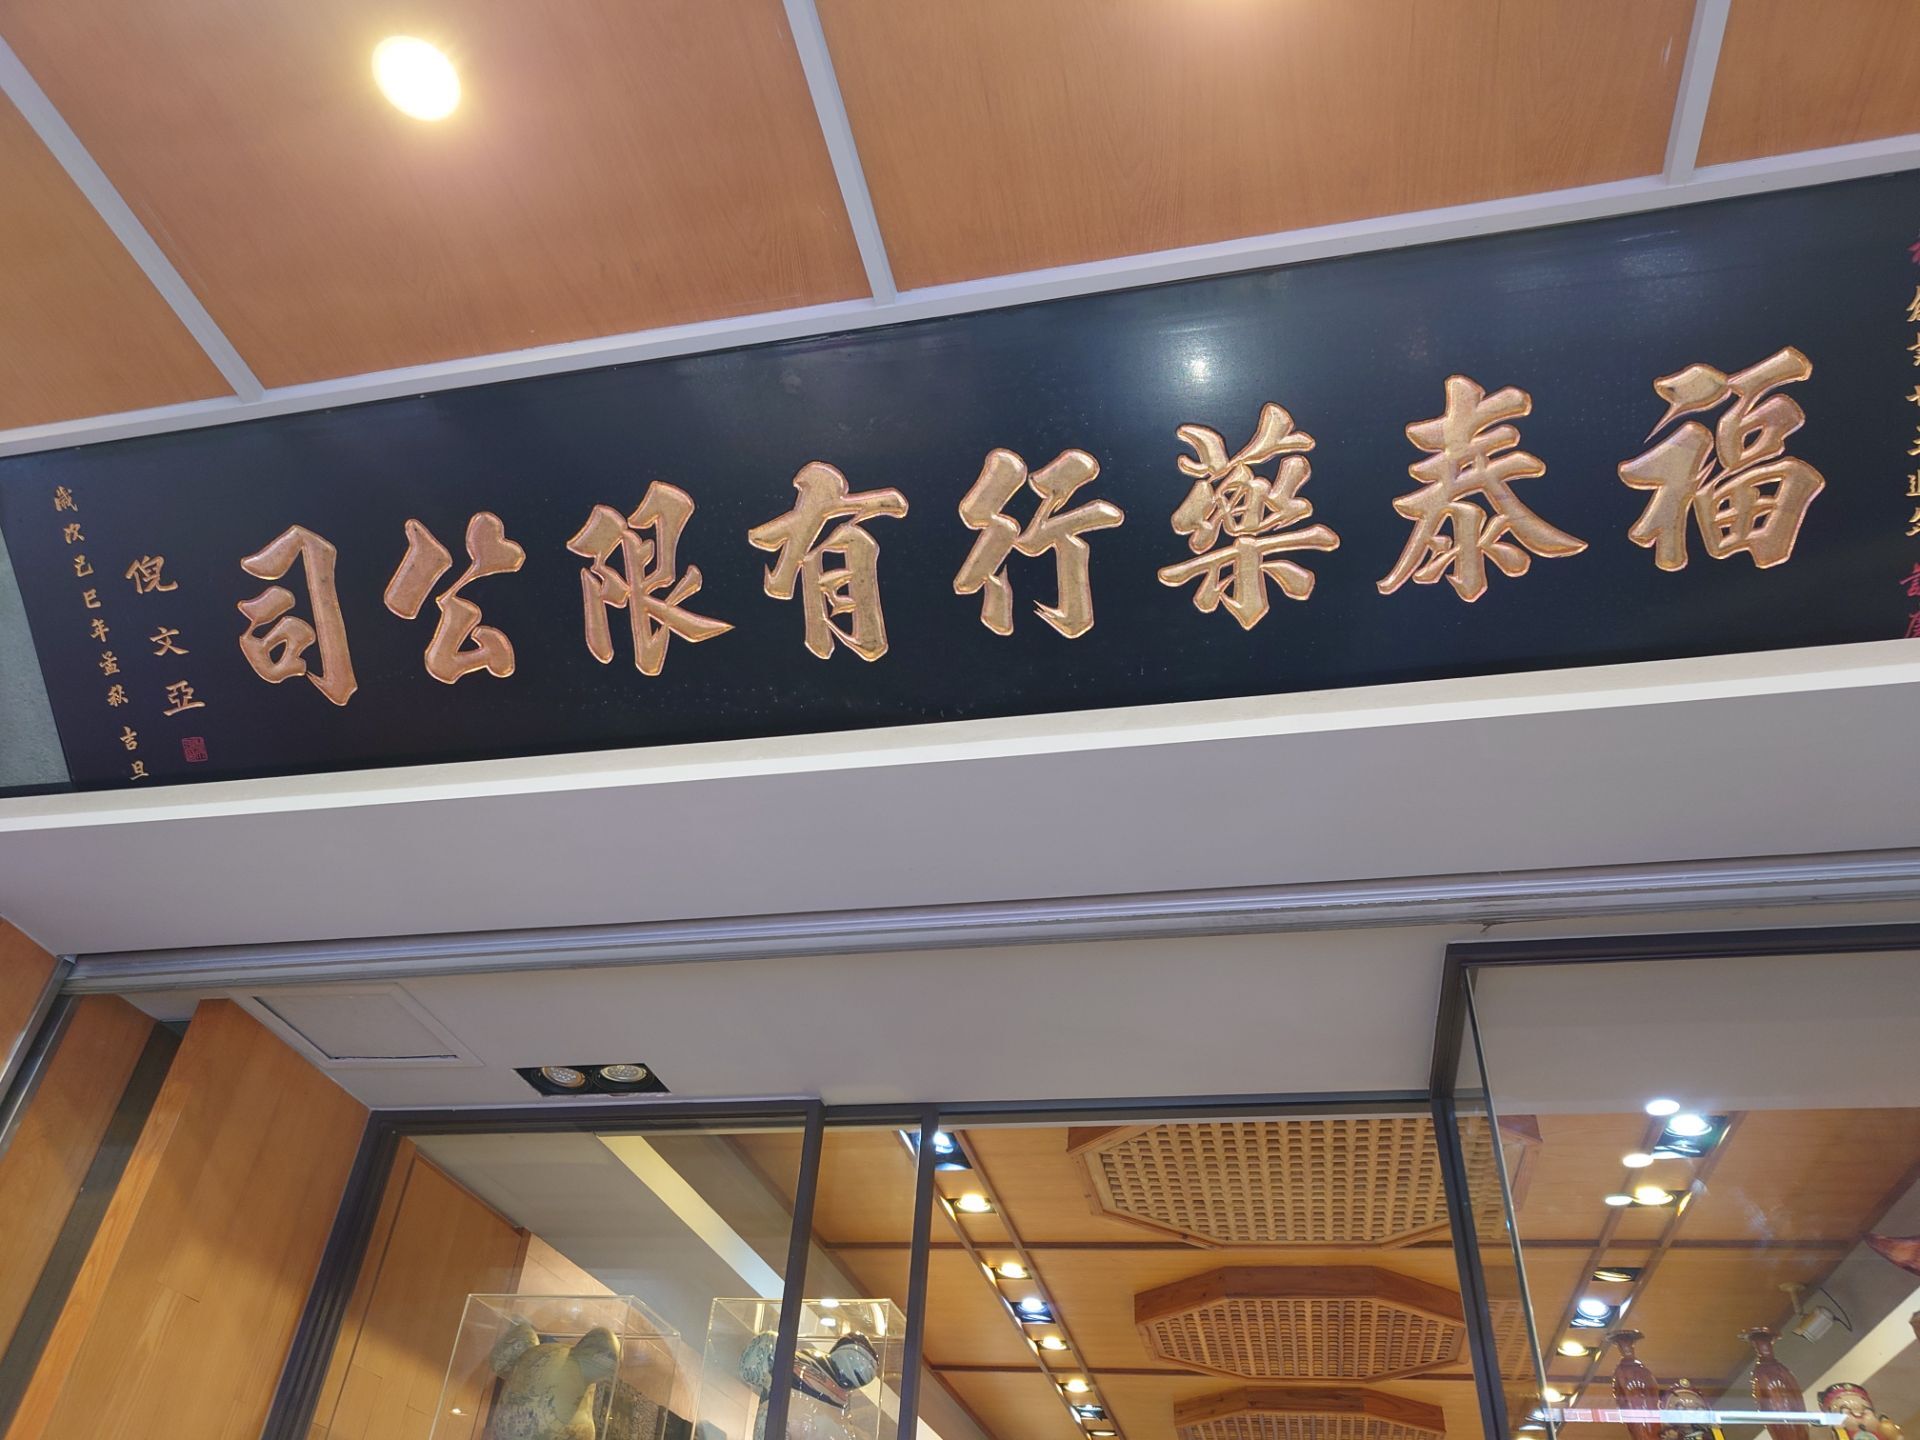 福泰藥行有限公司
倪文亞
歲次己巳年孟秋吉旦